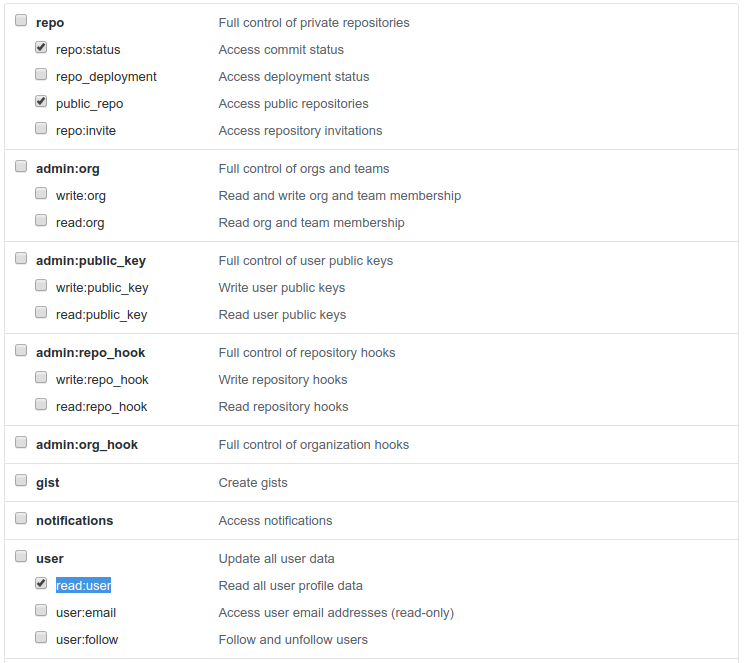 repo Full control of private repositories
repo:status Access commit status
repo_deployment Access deployment status
public_repo Access public repositories
repo:invite Access repository invitations
admin:org Full control of orgs and teams
write:org Read and write org and team membership
read:org Read org and team membership
admin:public_key Full control of user public keys
write:public_key Write user public keys
read:public_key Read user public keys
admin:repo_hook Full control of repository hooks
write:repo_hook Write repository hooks
read:repo_hook Read repository hooks
admin:org_hook Full control of organization hooks
gist Create gists
notifications Access notifications
user Update all user data
read:user Read all user profile data
user:email Access user email addresses (read-only)
user:follow Follow and unfollow users